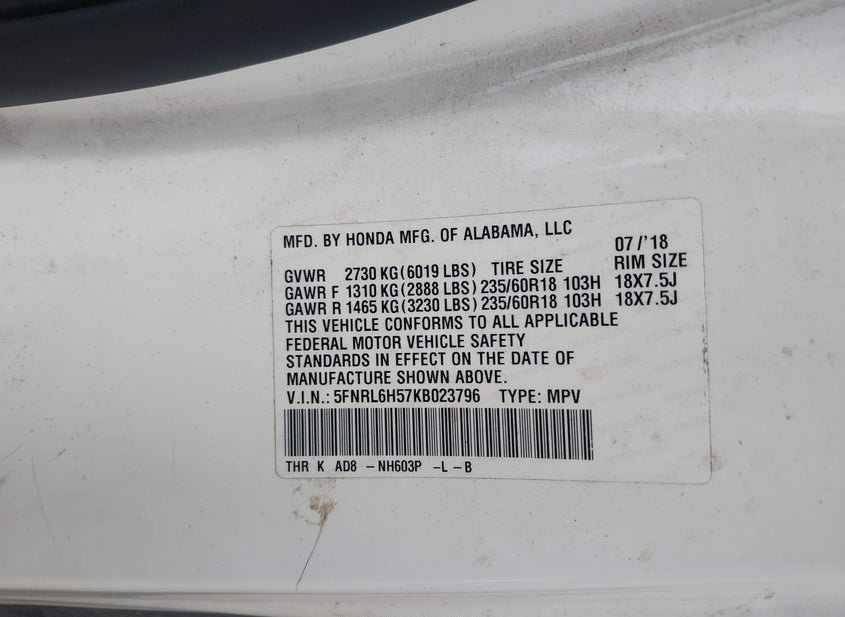 MFD. BY HONDA MFG. OF ALABAMA, LLC 07/'18
GVWR 2730 KG(6019 LBS) TIRE SIZE RIM SIZE
GAWR F 1310 KG(2888 LBS) 235/60R18 103H 18X7.5J
GAWR R 1465 KG(3230 LBS) 235/60R18 103H 18X7.5J
THIS VEHICLE CONFORMS TO ALL APPLICABLE
FEDERAL MOTOR VEHICLE SAFETY
STANDARDS IN EFFECT ON THE DATE OF
MANUFACTURE SHOWN ABOVE.
V.I.N.: 5FNRL6H57KB023796 TYPE: MPV
THR K AD8 -NH603P -L-B